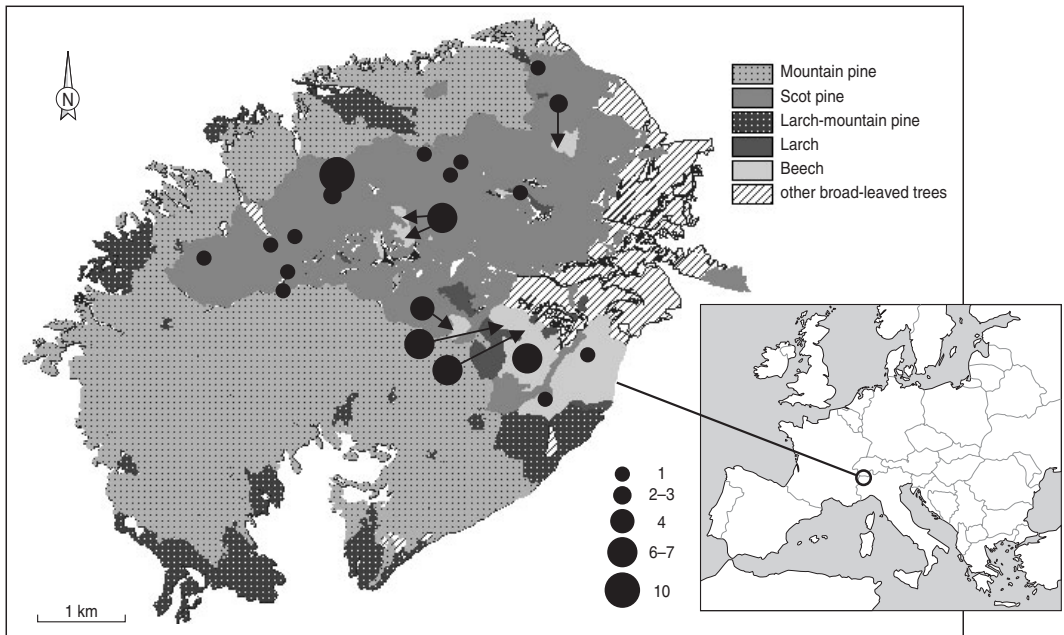 N
Mountain pine
Scot pine
Larch-mountain pine
Larch
Beech
other broad-leaved trees
1
2–3
4
6–7
10
1 km